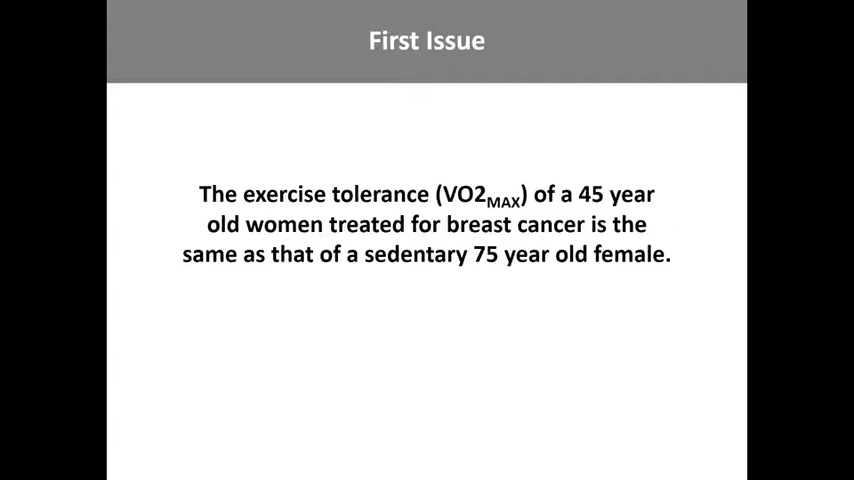 First Issue
The exercise tolerance (VO2MAX) of a 45 year
old women treated for breast cancer is the
same as that of a sedentary 75 year old female.